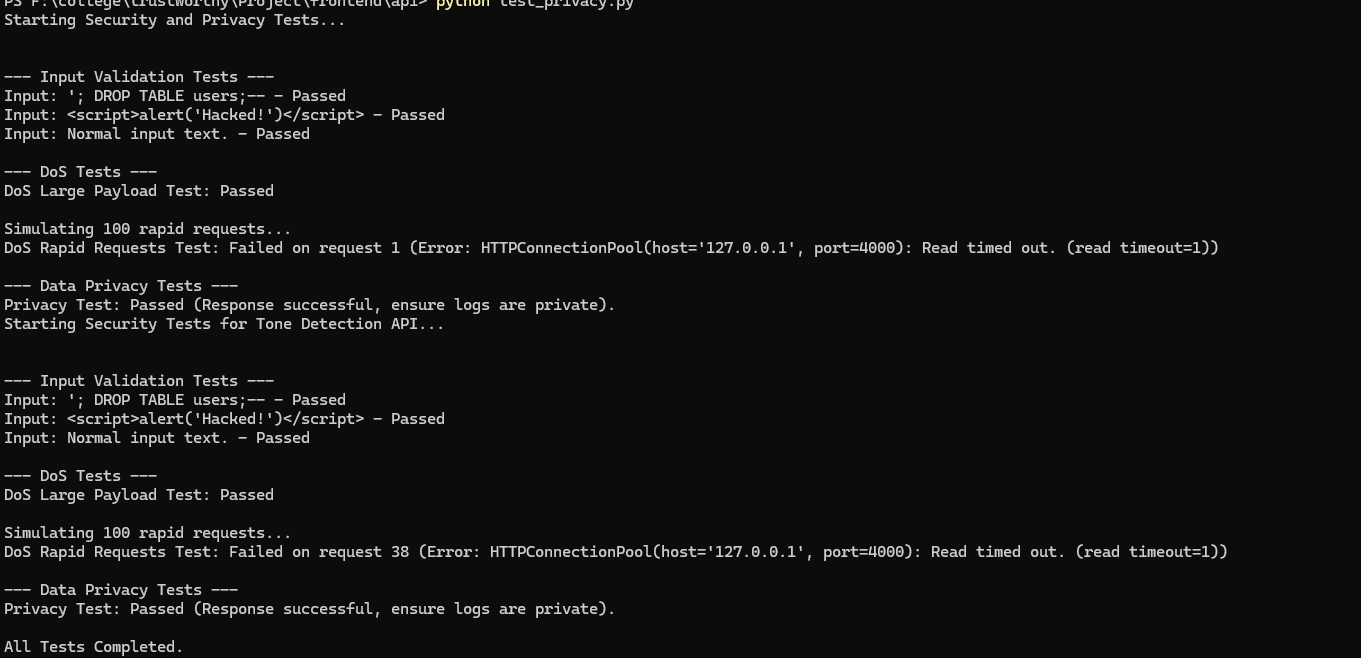 PS F:\college\trustworthy\Project\frontend\api> python test_privacy.py
Starting Security and Privacy Tests...
--- Input Validation Tests ---
Input: '; DROP TABLE users;-- - Passed
Input: <script>alert('Hacked!')</script> - Passed
Input: Normal input text. - Passed
--- DoS Tests ---
DoS Large Payload Test: Passed
Simulating 100 rapid requests...
DoS Rapid Requests Test: Failed on request 1 (Error: HTTPConnectionPool(host='127.0.0.1', port=4000): Read timed out. (read timeout=1))
--- Data Privacy Tests ---
Privacy Test: Passed (Response successful, ensure logs are private).
Starting Security Tests for Tone Detection API...
--- Input Validation Tests ---
Input: '; DROP TABLE users;-- - Passed
Input: <script>alert('Hacked!')</script> - Passed
Input: Normal input text. - Passed
--- DoS Tests ---
DoS Large Payload Test: Passed
Simulating 100 rapid requests...
DoS Rapid Requests Test: Failed on request 38 (Error: HTTPConnectionPool(host='127.0.0.1', port=4000): Read timed out. (read timeout=1))
--- Data Privacy Tests ---
Privacy Test: Passed (Response successful, ensure logs are private).
All Tests Completed.